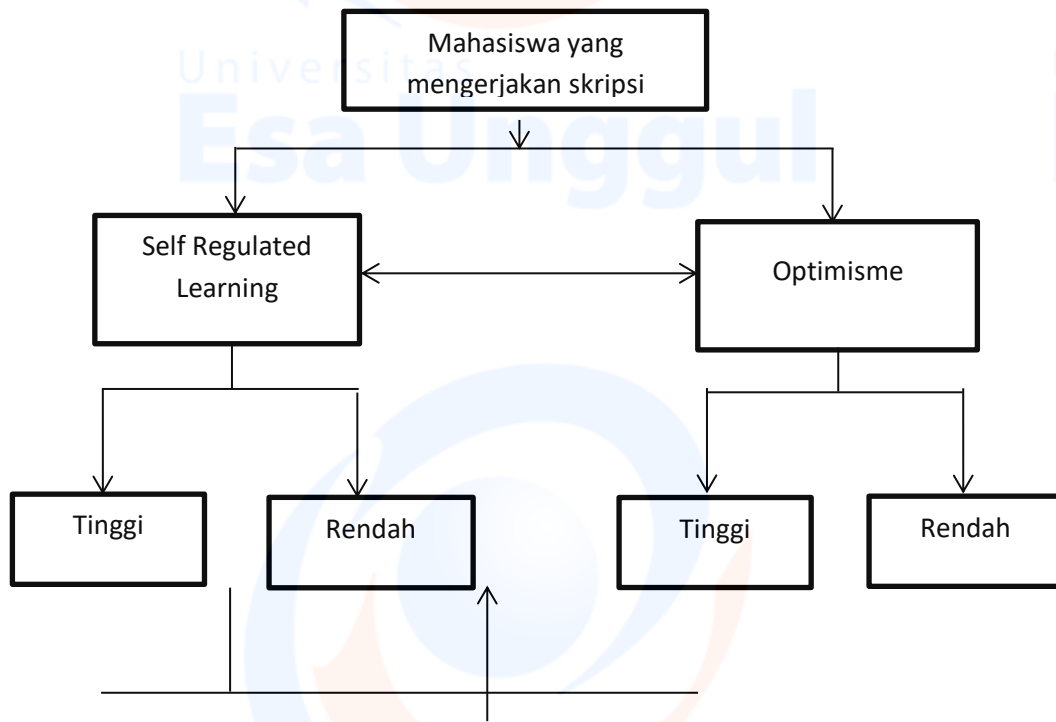 Mahasiswa yang
mengerjakan skripsi
Universitas
Esa Unggul
Self Regulated
Learning
Optimisme
Tinggi
Rendah
Tinggi
Rendah